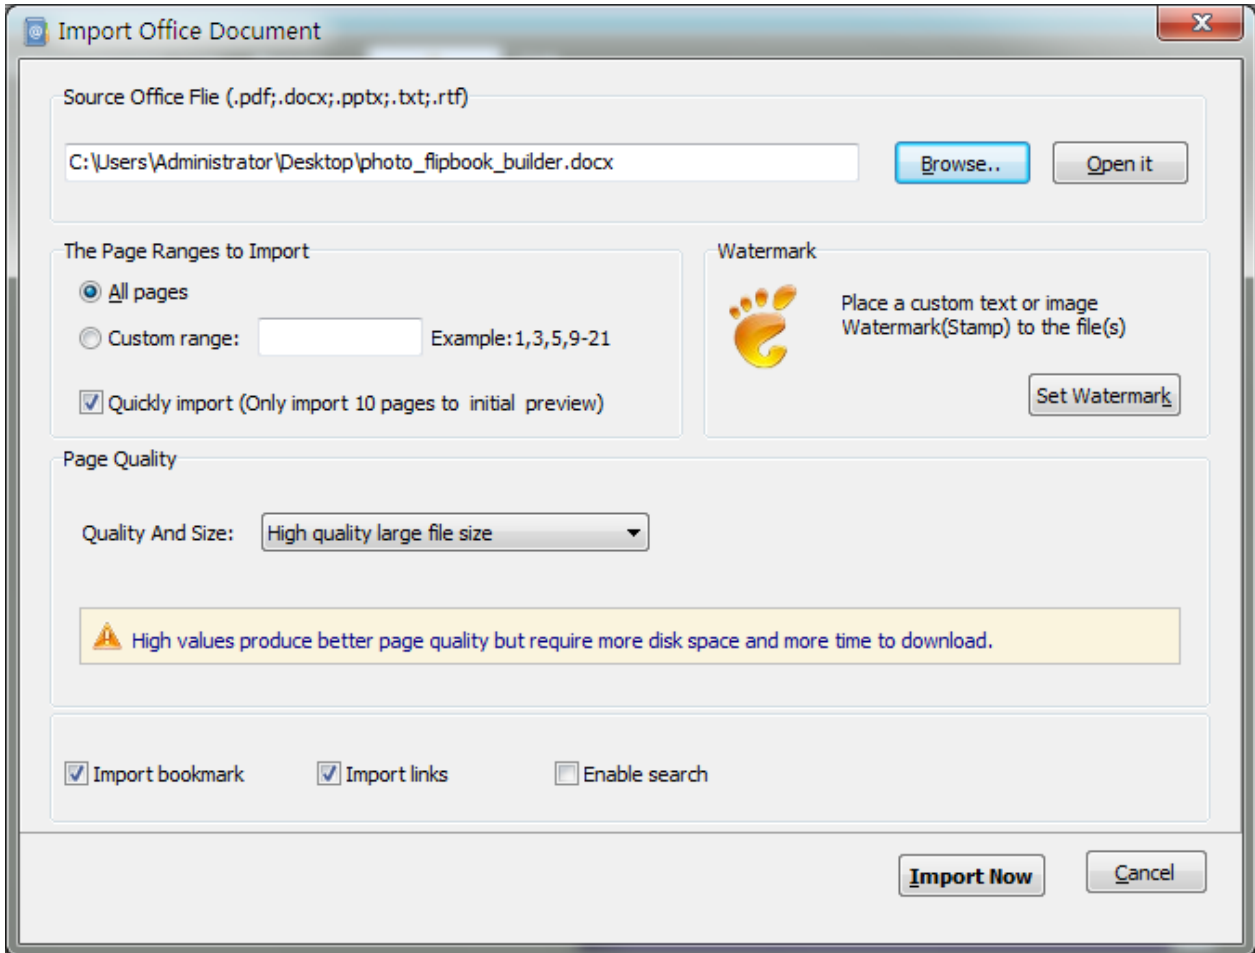 Import Office Document
Source Office Flie (.pdf;.docx;.pptx;.txt;.rtf)
C:\Users\Administrator\Desktop\photo_flipbook_builder.docx
Browse..
Open it
The Page Ranges to Import
All pages
Custom range:
Example:1,3,5,9-21
Quickly import (Only import 10 pages to initial preview)
Watermark
Place a custom text or image
Watermark(Stamp) to the file(s)
Set Watermark
Page Quality
Quality And Size:
High quality large file size
High values produce better page quality but require more disk space and more time to download.
Import bookmark
Import links
Enable search
Import Now
Cancel